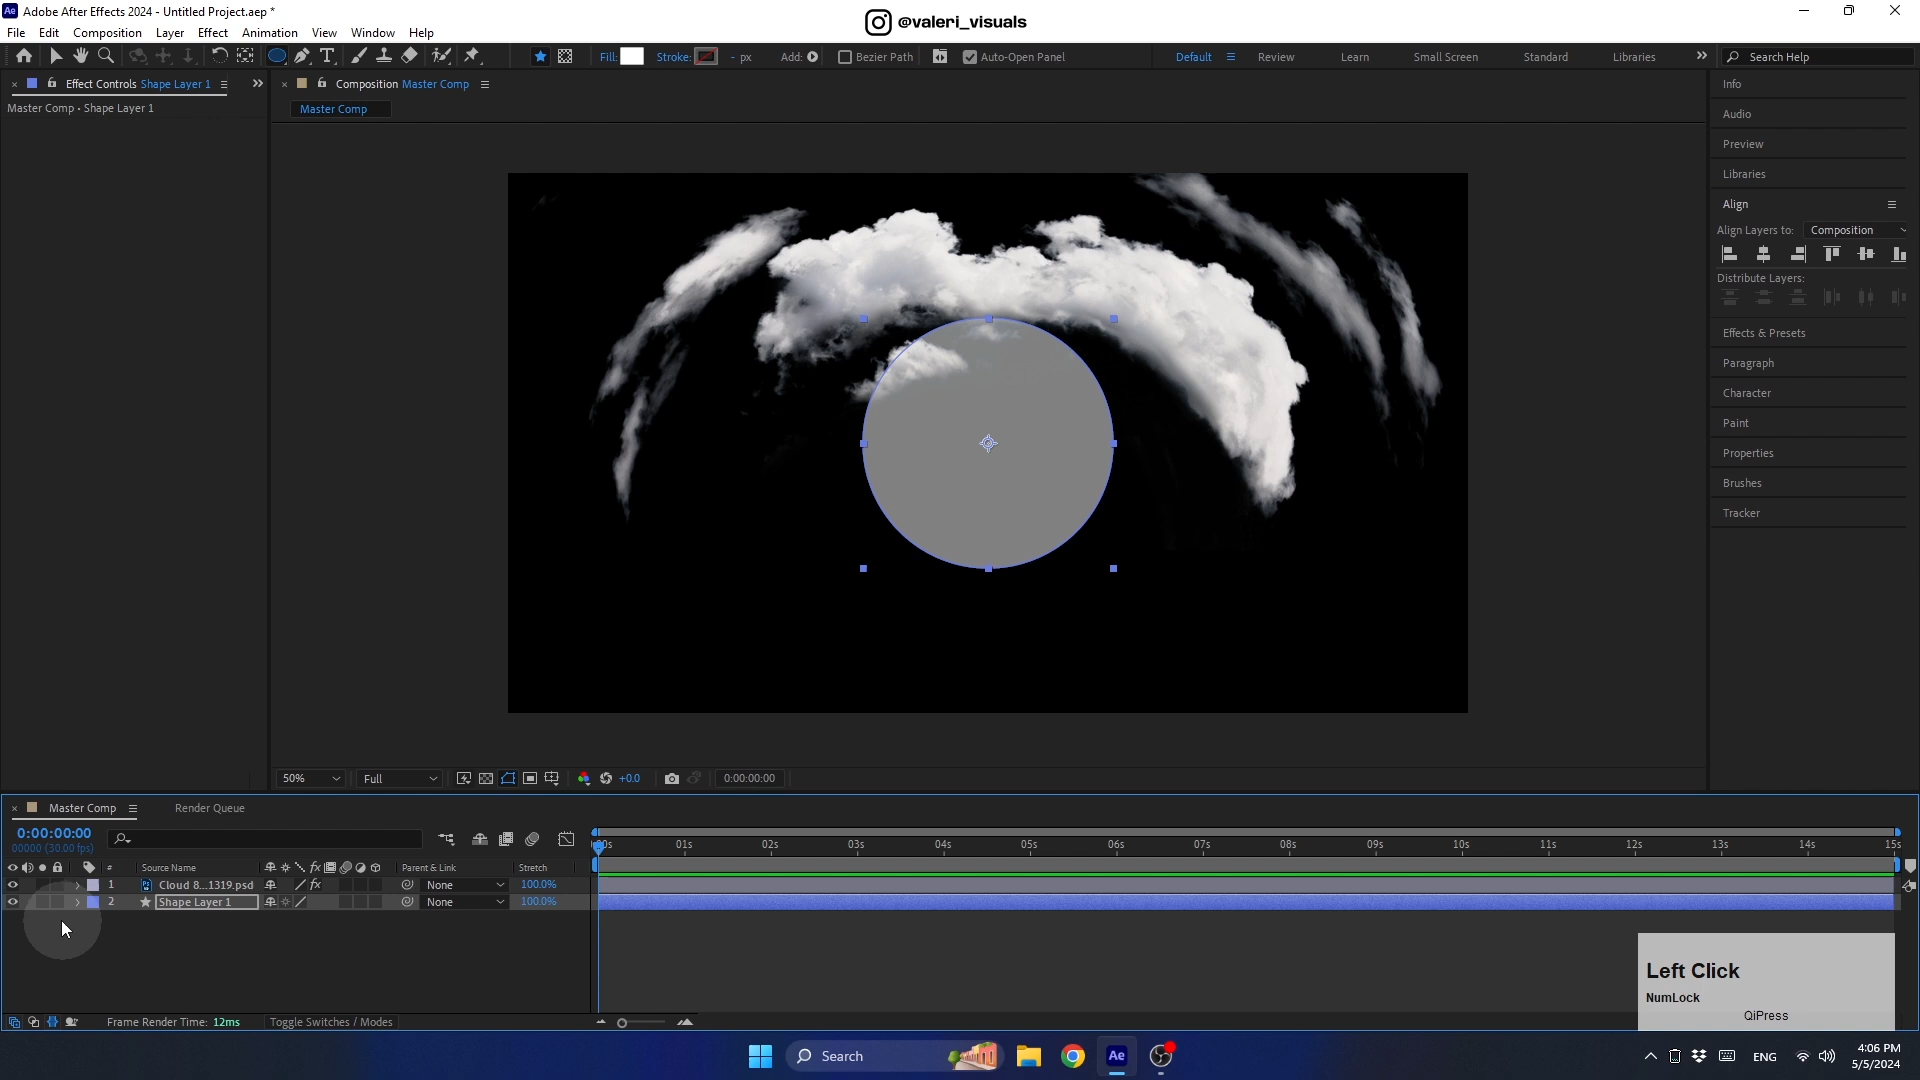 Adobe After Effects 2024 - Untitled Project.aep *
@valeri_visuals
File Edit Composition Layer Effect Animation View Window Help
Fill: Stroke: - px Add: Bezier Path Auto-Open Panel Default Review Learn Small Screen Standard Libraries Search Help
Effect Controls Shape Layer 1
Composition Master Comp
Master Comp • Shape Layer 1
Master Comp
Info
Audio
Preview
Libraries
Align
Align Layers to: Composition
Distribute Layers:
Effects & Presets
Paragraph
Character
Paint
Properties
Brushes
Tracker
50% Full +0.0 0:00:00:00
Master Comp Render Queue
0:00:00:00
00000 (30.00 fps)
01s 02s 03s 04s 05s 06s 07s 08s 09s 10s 11s 12s 13s 14s 15s
# Source Name Parent & Link Stretch
1 Cloud 8...1319.psd None 100.0%
2 Shape Layer 1 None 100.0%
Left Click
NumLock
QiPress
Frame Render Time: 12ms Toggle Switches / Modes
Search
Ae
ENG
4:06 PM
5/5/2024